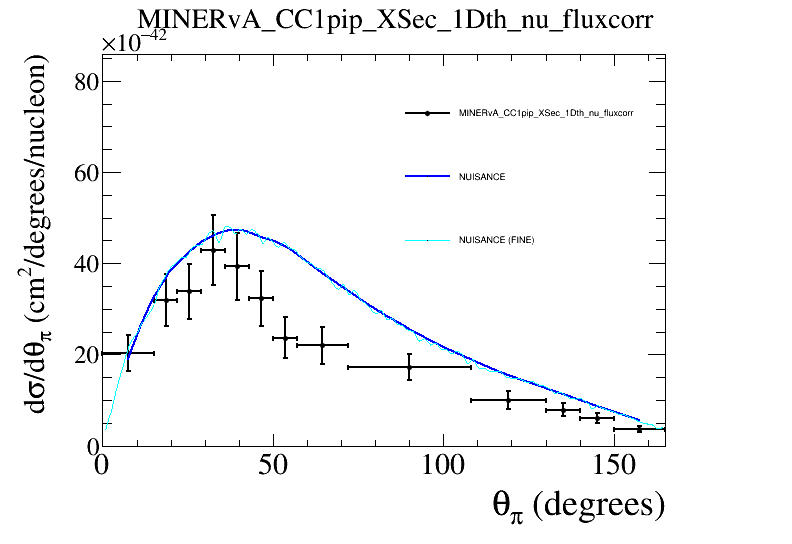 MINERvA_CC1pip_XSec_1Dth_nu_fluxcorr
×10⁻⁴²
dσ/dθπ (cm²/degrees/nucleon)
80
60
40
20
0
MINERvA_CC1pip_XSec_1Dth_nu_fluxcorr
NUISANCE
NUISANCE (FINE)
0 50 100 150
θπ (degrees)